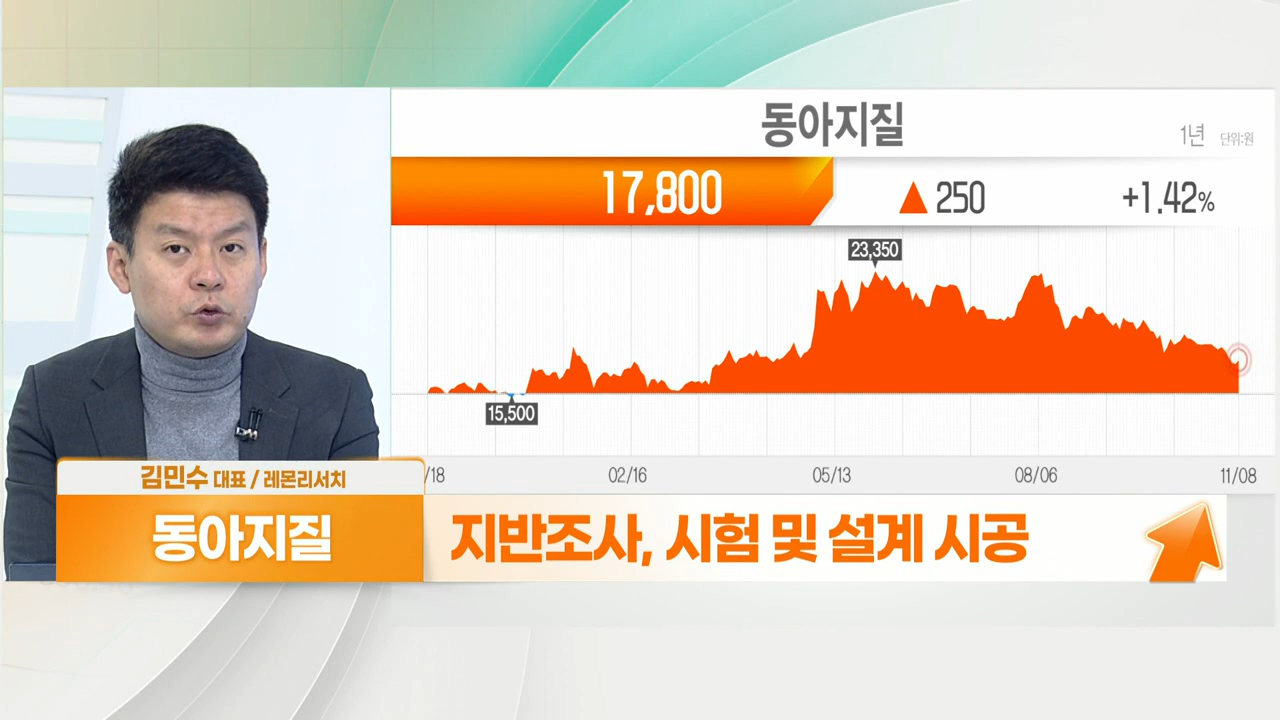 동아지질
1년 단위:원
17,800 ▲ 250 +1.42%
23,350
15,500
/18 02/16 05/13 08/06 11/08
김민수 대표 / 레몬리서치
동아지질
지반조사, 시험 및 설계 시공